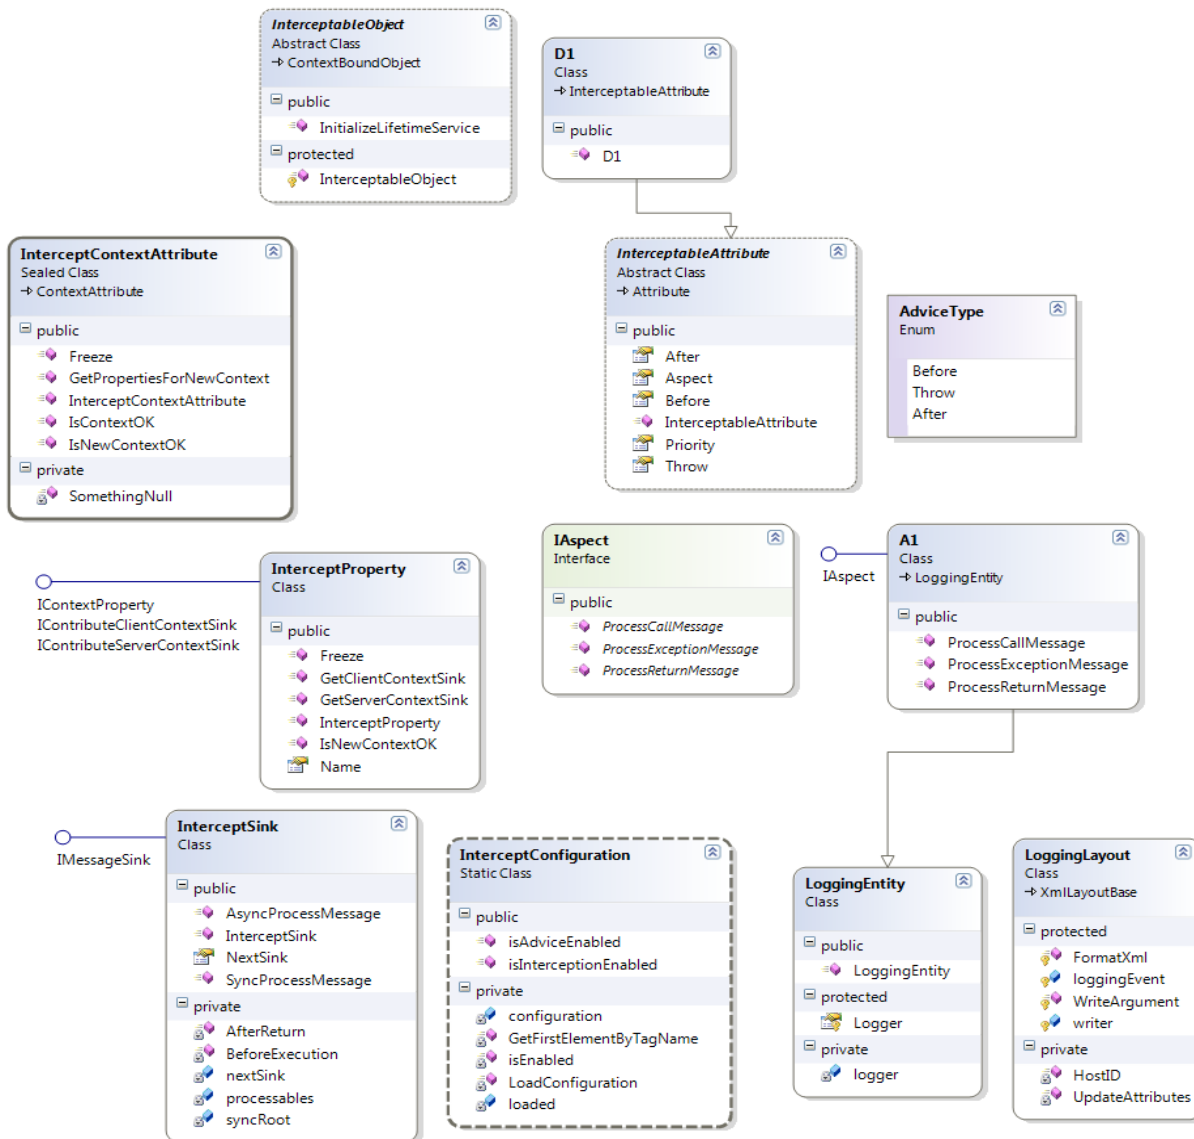 InterceptableObject
Abstract Class
→ ContextBoundObject
public
InitializeLifetimeService
protected
InterceptableObject
D1
Class
→ InterceptableAttribute
public
D1
InterceptContextAttribute
Sealed Class
→ ContextAttribute
public
Freeze
GetPropertiesForNewContext
InterceptContextAttribute
IsContextOK
IsNewContextOK
private
SomethingNull
InterceptableAttribute
Abstract Class
→ Attribute
public
After
Aspect
Before
InterceptableAttribute
Priority
Throw
AdviceType
Enum
Before
Throw
After
IContextProperty
IContributeClientContextSink
IContributeServerContextSink
InterceptProperty
Class
public
Freeze
GetClientContextSink
GetServerContextSink
InterceptProperty
IsNewContextOK
Name
IAspect
Interface
public
ProcessCallMessage
ProcessExceptionMessage
ProcessReturnMessage
IAspect
A1
Class
→ LoggingEntity
public
ProcessCallMessage
ProcessExceptionMessage
ProcessReturnMessage
IMessageSink
InterceptSink
Class
public
AsyncProcessMessage
InterceptSink
NextSink
SyncProcessMessage
private
AfterReturn
BeforeExecution
nextSink
processables
syncRoot
InterceptConfiguration
Static Class
public
isAdviceEnabled
isInterceptionEnabled
private
configuration
GetFirstElementByTagName
isEnabled
LoadConfiguration
loaded
LoggingEntity
Class
public
LoggingEntity
protected
Logger
private
logger
LoggingLayout
Class
→ XmlLayoutBase
protected
FormatXml
loggingEvent
WriteArgument
writer
private
HostID
UpdateAttributes